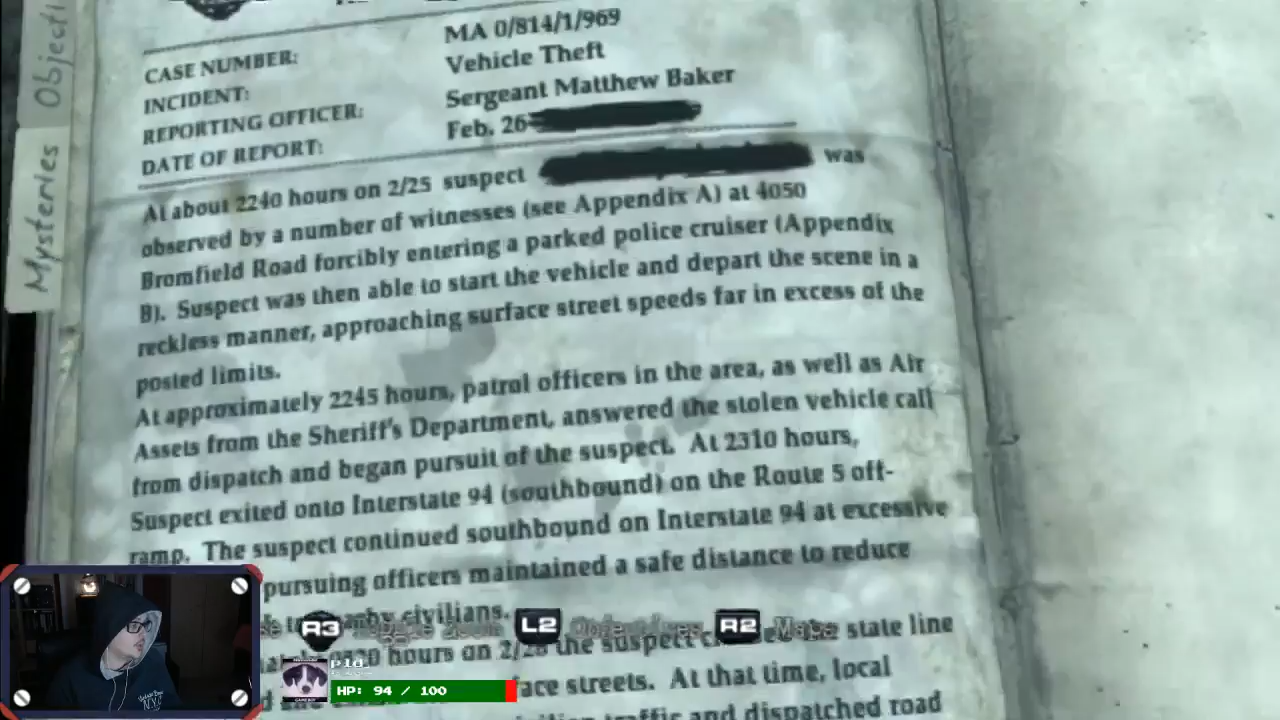 Objecti
Mysteries
CASE NUMBER: MA 0/814/1/969
INCIDENT: Vehicle Theft
REPORTING OFFICER: Sergeant Matthew Baker
DATE OF REPORT: Feb. 26
At about 2240 hours on 2/25 suspect was
observed by a number of witnesses (see Appendix A) at 4050
Bromfield Road forcibly entering a parked police cruiser (Appendix
B). Suspect was then able to start the vehicle and depart the scene in a
reckless manner, approaching surface street speeds far in excess of the
posted limits.
At approximately 2245 hours, patrol officers in the area, as well as Air
Assets from the Sheriff's Department, answered the stolen vehicle call
from dispatch and began pursuit of the suspect. At 2310 hours,
Suspect exited onto Interstate 94 (southbound) on the Route 5 off-
ramp. The suspect continued southbound on Interstate 94 at excessive
pursuing officers maintained a safe distance to reduce
civilians.
R3 L2 R2
hours on the suspect state line
face streets. At that time, local
traffic and dispatched road
HP: 94 / 100